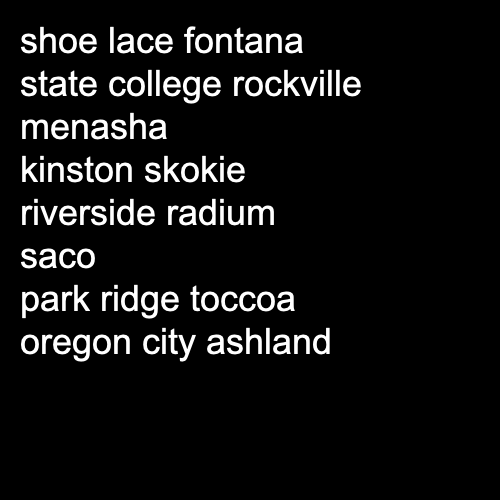 shoe lace fontana
state college rockville
menasha
kinston skokie
riverside radium
saco
park ridge toccoa
oregon city ashland